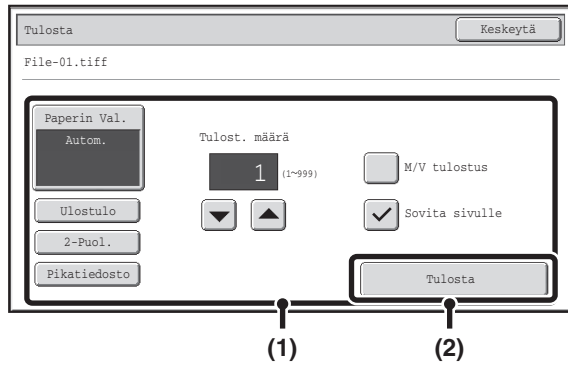 Tulosta
Keskeytä
File-01.tiff
Paperin Val.
Autom.
Tulost. määrä
1 (1~999)
M/V tulostus
Sovita sivulle
Ulostulo
2-Puol.
Pikatiedosto
Tulosta
(1)
(2)